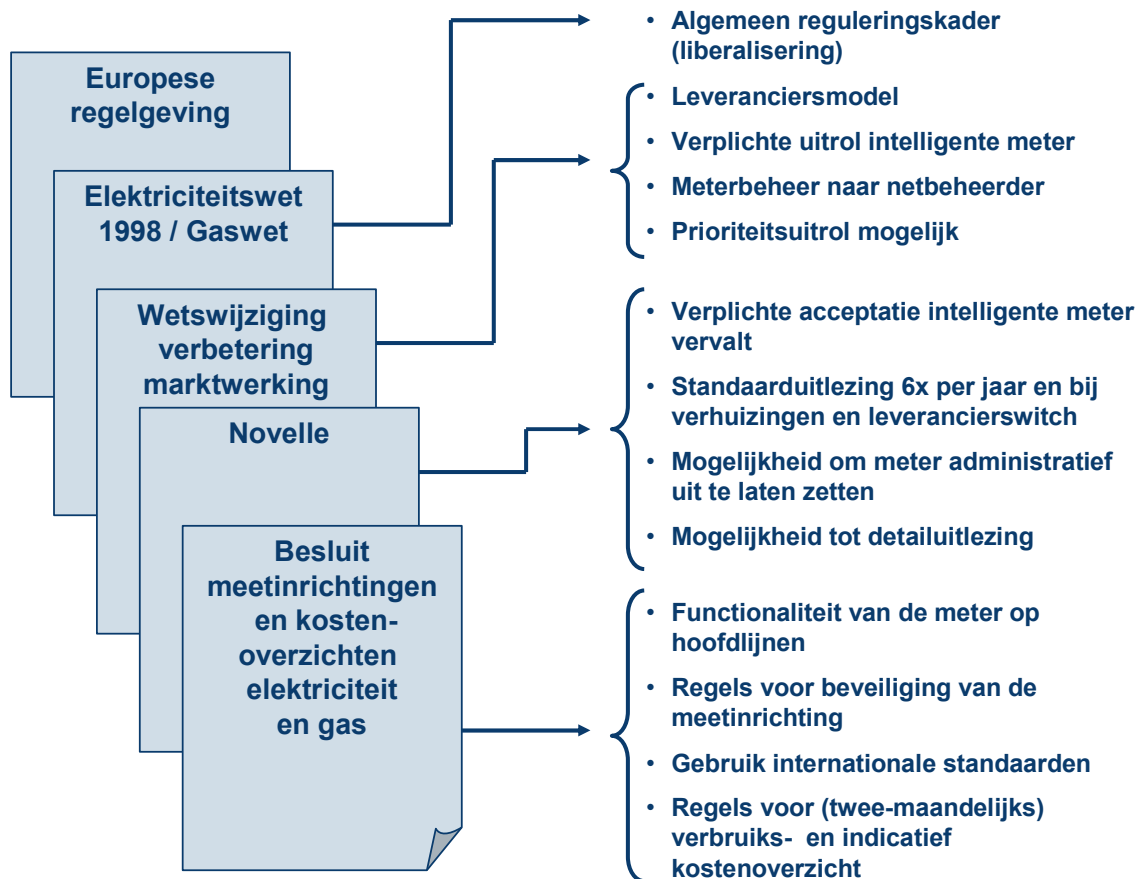 Europese
regelgeving
Elektriciteitswet
1998 / Gaswet
Wetswijziging
verbetering
marktwerking
Novelle
Besluit
meetinrichtingen
en kosten-
overzichten
elektriciteit
en gas
• Algemeen reguleringskader
(liberalisering)
• Leveranciersmodel
• Verplichte uitrol intelligente meter
• Meterbeheer naar netbeheerder
• Prioriteitsuitrol mogelijk
• Verplichte acceptatie intelligente meter
vervalt
• Standaarduitlezing 6x per jaar en bij
verhuizingen en leverancierswitch
• Mogelijkheid om meter administratief
uit te laten zetten
• Mogelijkheid tot detailuitlezing
• Functionaliteit van de meter op
hoofdlijnen
• Regels voor beveiliging van de
meetinrichting
• Gebruik internationale standaarden
• Regels voor (twee-maandelijks)
verbruiks- en indicatief
kostenoverzicht